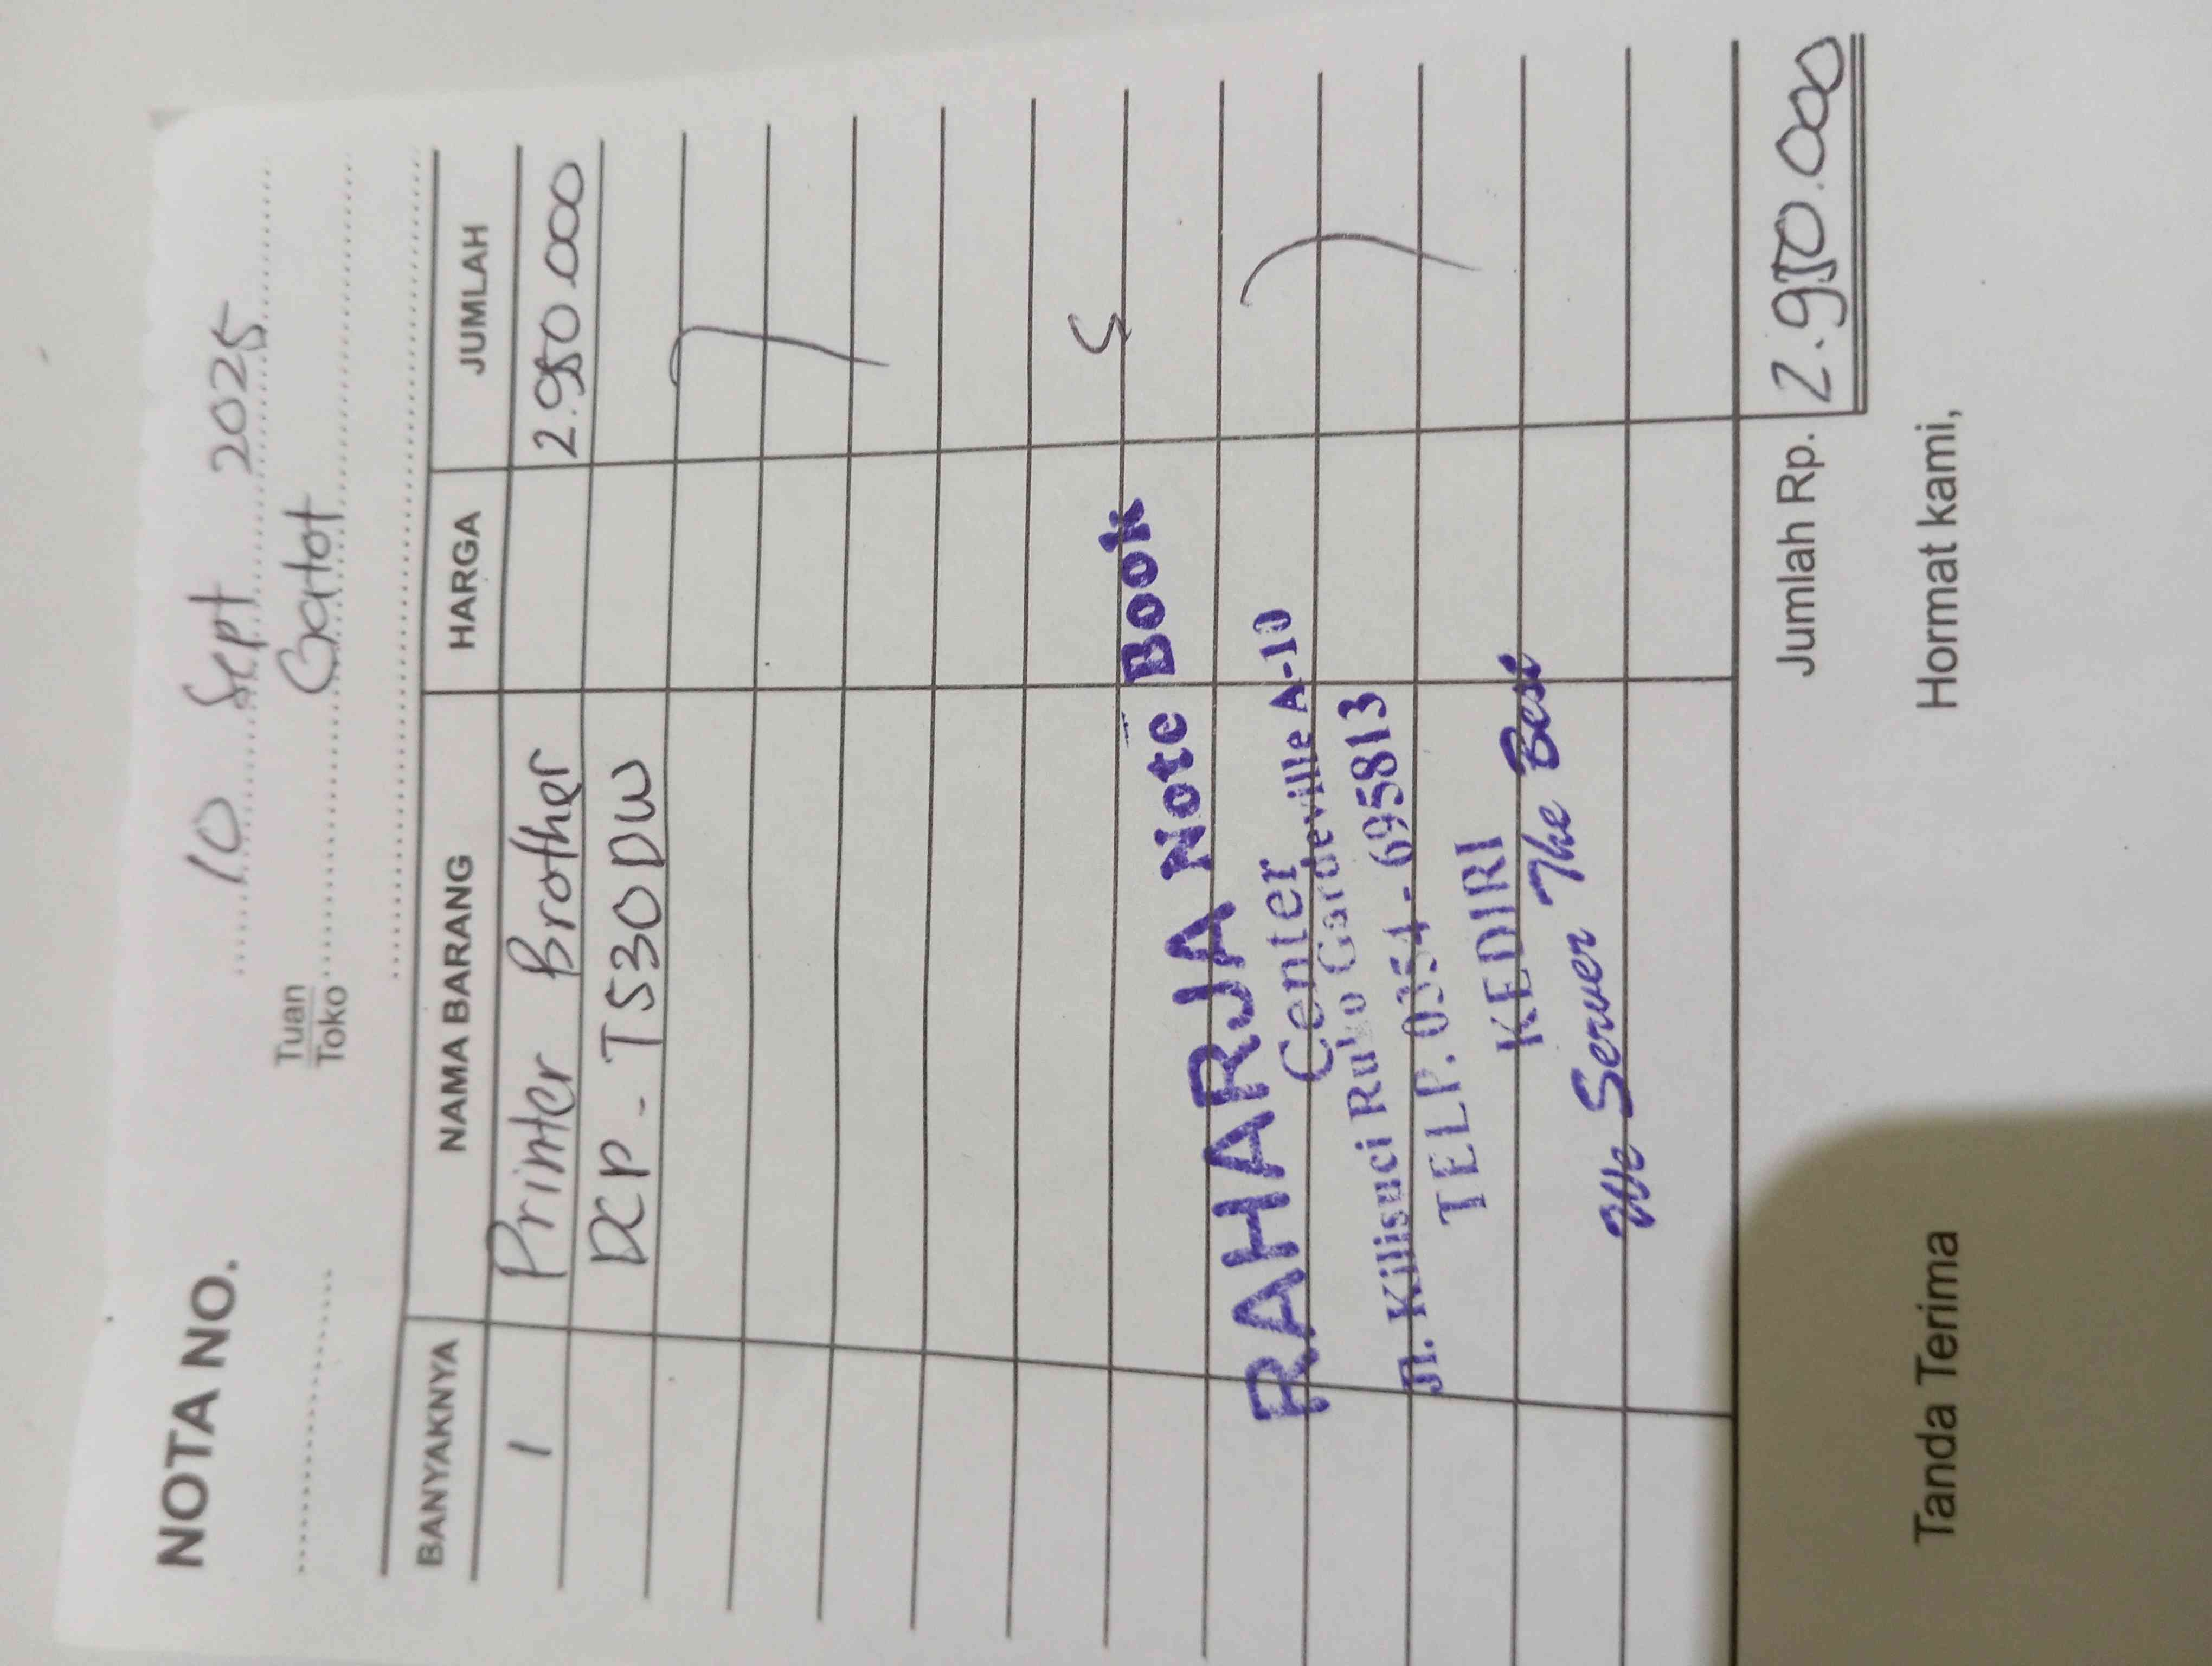 NOTA NO.
10 Sept 2025
Tuan
Toko
Gartot
BANYAKNYA NAMA BARANG HARGA JUMLAH
1 Printer Brother 2.950.000
DCP - T530DW
RAHARJA Note Book
Center
Jl. Kilisuci Ruko Gardenville A-10
TELP. 0354 - 695813
KEDIRI
We Server The Best
Jumlah Rp. 2.950.000
Tanda Terima Hormat kami,